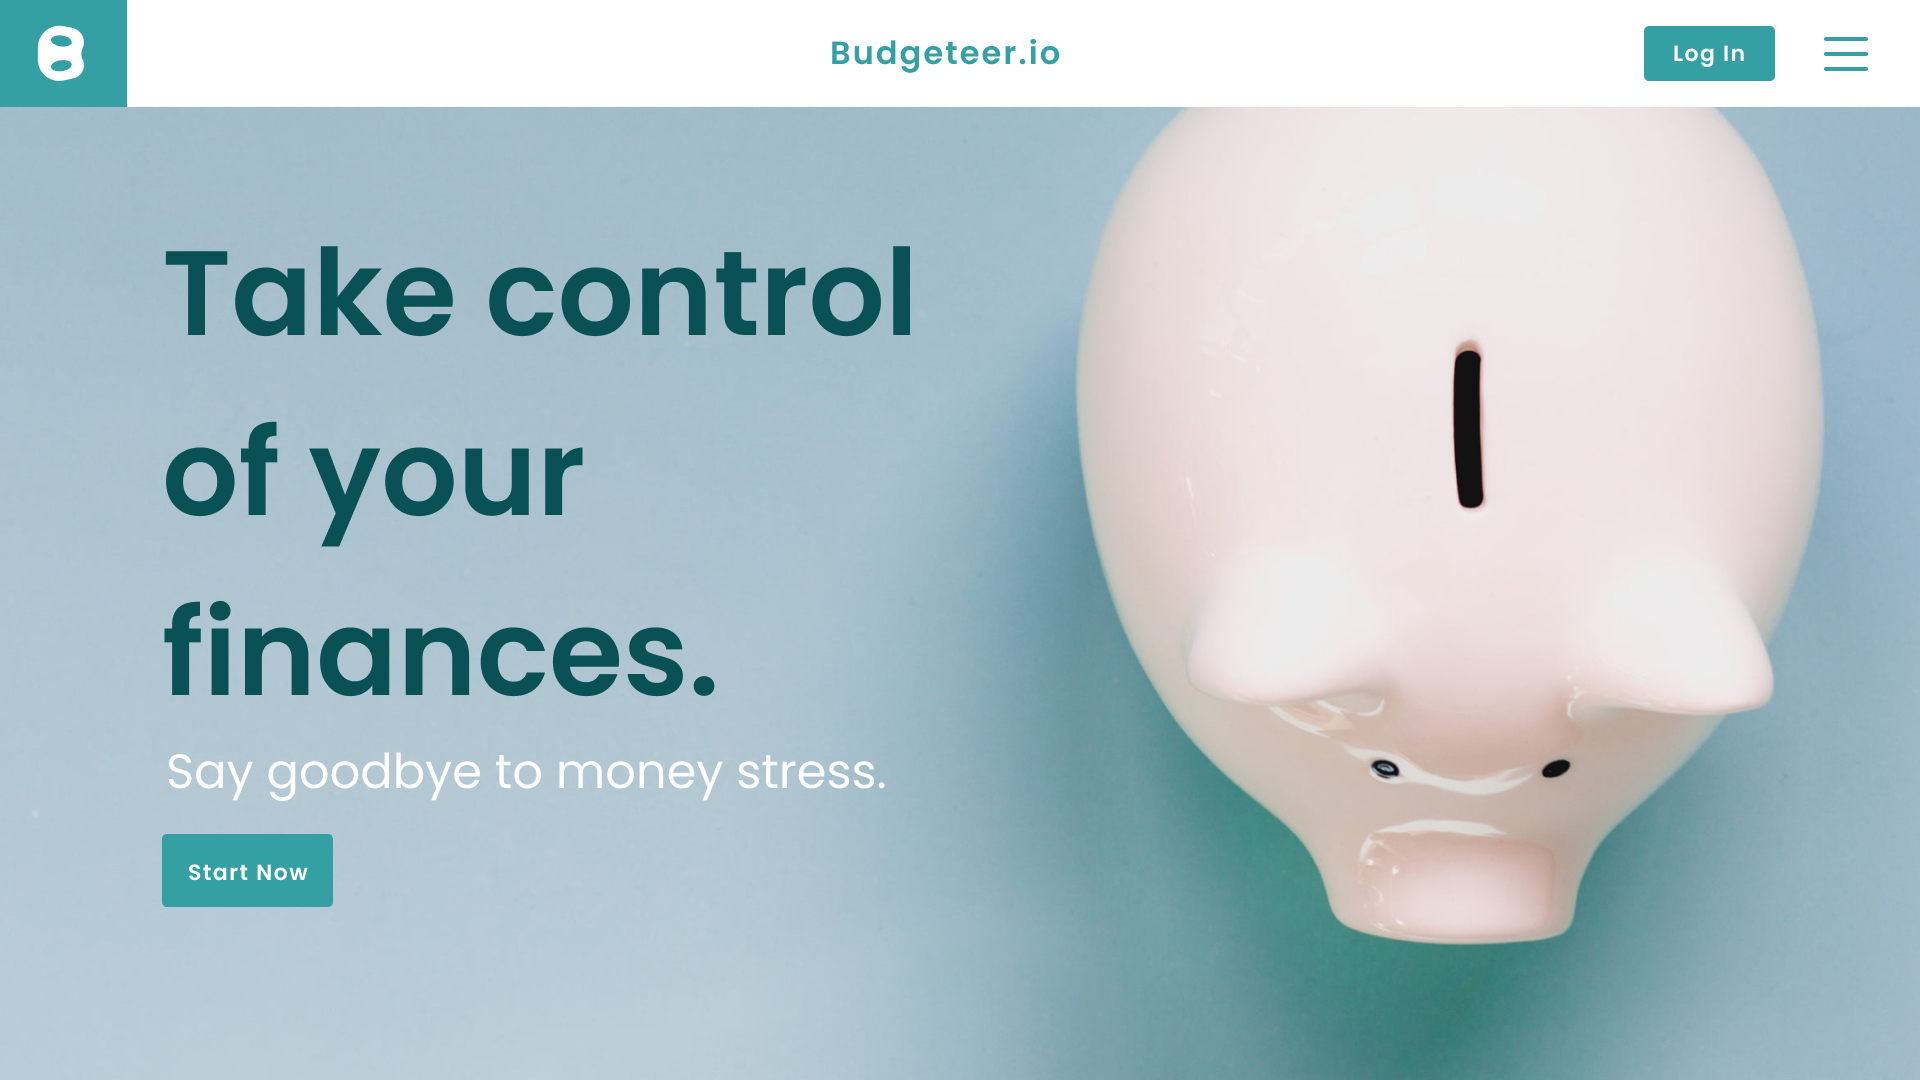 B
Budgeteer.io
Log In
Take control
of your
finances.
Say goodbye to money stress.
Start Now